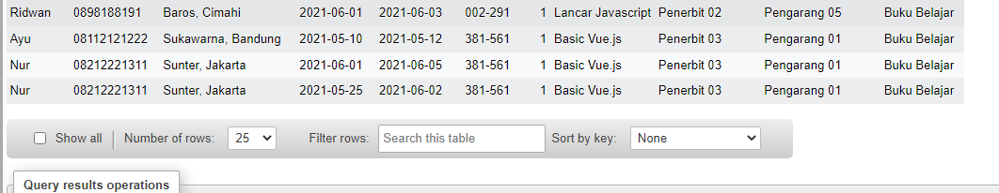 Ridwan 0898188191 Baros, Cimahi 2021-06-01 2021-06-03 002-291 1 Lancar Javascript Penerbit 02 Pengarang 05 Buku Belajar
Ayu 08112121222 Sukawarna, Bandung 2021-05-10 2021-05-12 381-561 1 Basic Vue.js Penerbit 03 Pengarang 01 Buku Belajar
Nur 08212221311 Sunter, Jakarta 2021-06-01 2021-06-05 381-561 1 Basic Vue.js Penerbit 03 Pengarang 01 Buku Belajar
Nur 08212221311 Sunter, Jakarta 2021-05-25 2021-06-02 381-561 1 Basic Vue.js Penerbit 03 Pengarang 01 Buku Belajar
Show all Number of rows: 25 Filter rows: Search this table Sort by key: None
Query results operations